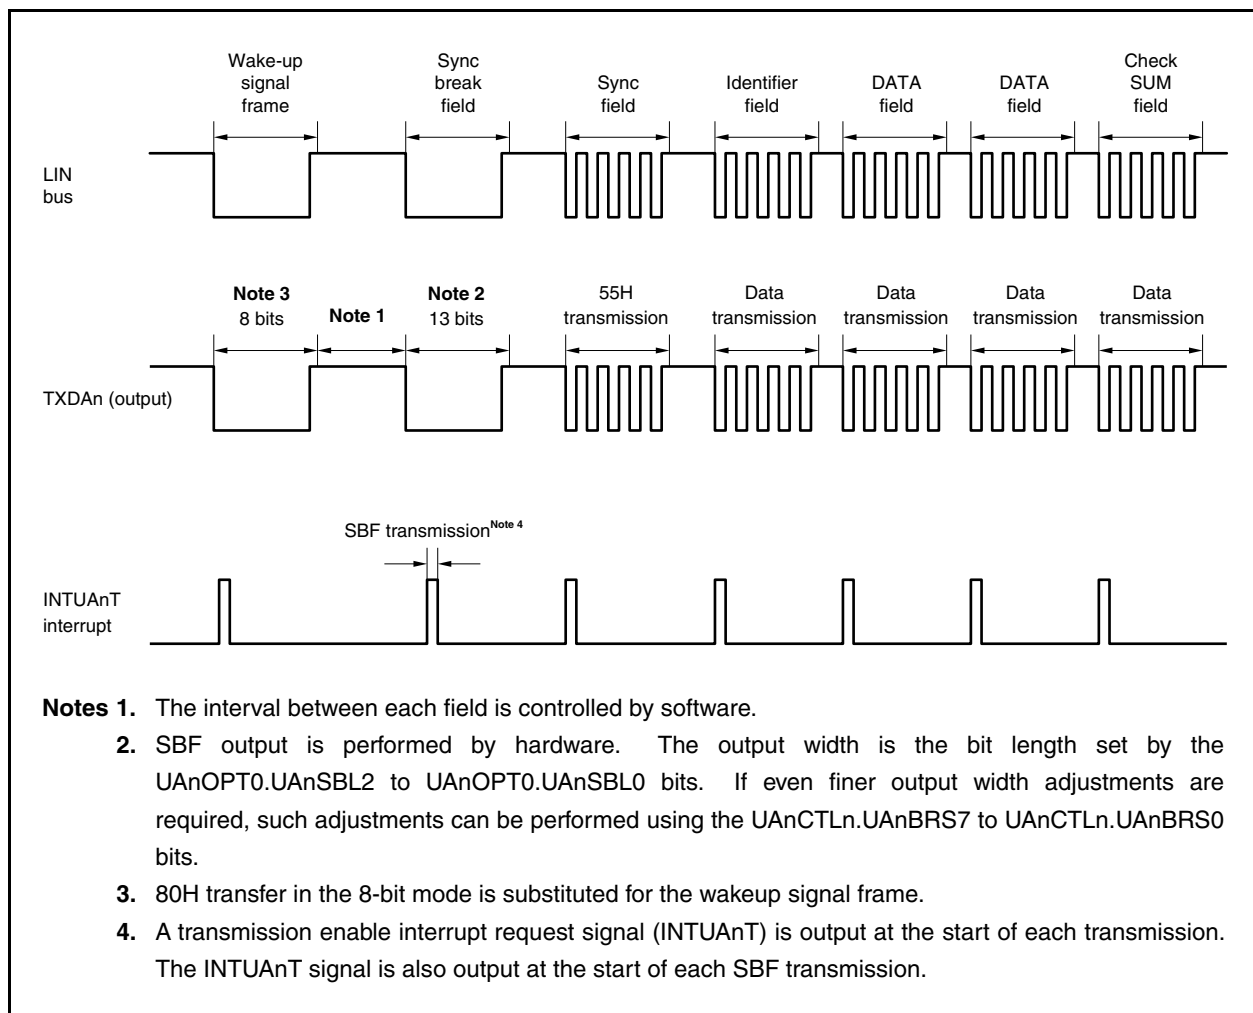 Wake-up
signal
frame
Sync
break
field
Sync
field
Identifier
field
DATA
field
DATA
field
Check
SUM
field
LIN
bus
Note 3
8 bits
Note 1
Note 2
13 bits
55H
transmission
Data
transmission
Data
transmission
Data
transmission
Data
transmission
TXDAn (output)
SBF transmissionNote 4
INTUAnT
interrupt
Notes 1. The interval between each field is controlled by software.
2. SBF output is performed by hardware. The output width is the bit length set by the
UAnOPT0.UAnSBL2 to UAnOPT0.UAnSBL0 bits. If even finer output width adjustments are
required, such adjustments can be performed using the UAnCTLn.UAnBRS7 to UAnCTLn.UAnBRS0
bits.
3. 80H transfer in the 8-bit mode is substituted for the wakeup signal frame.
4. A transmission enable interrupt request signal (INTUAnT) is output at the start of each transmission.
The INTUAnT signal is also output at the start of each SBF transmission.